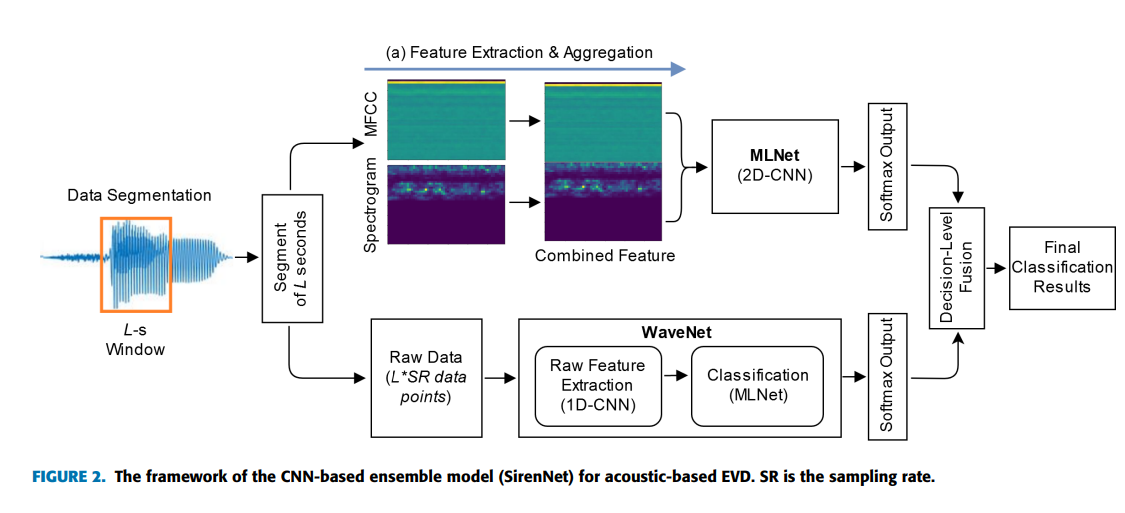 (a) Feature Extraction & Aggregation
MFCC
Spectrogram
Combined Feature
Data Segmentation
L-s
Window
Segment
of L seconds
MLNet
(2D-CNN)
Softmax Output
Raw Data
(L*SR data
points)
WaveNet
Raw Feature
Extraction
(1D-CNN)
Classification
(MLNet)
Softmax Output
Decision-Level
Fusion
Final
Classification
Results
FIGURE 2. The framework of the CNN-based ensemble model (SirenNet) for acoustic-based EVD. SR is the sampling rate.